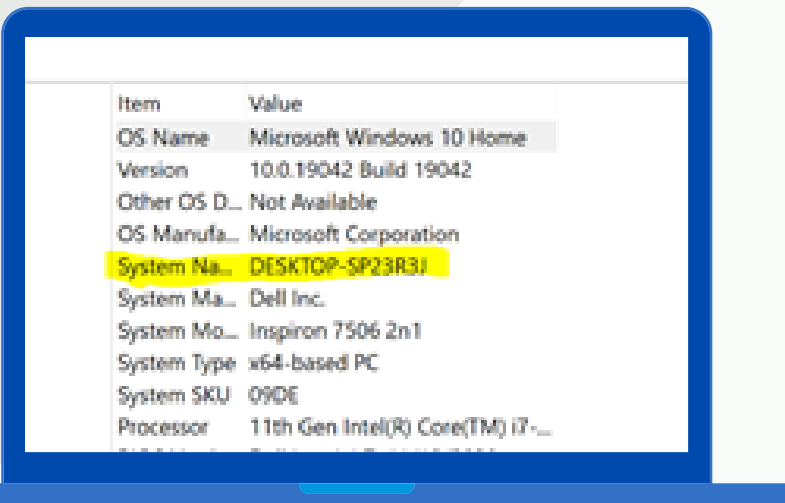 Item Value
OS Name Microsoft Windows 10 Home
Version 10.0.19042 Build 19042
Other OS D... Not Available
OS Manufa... Microsoft Corporation
System Na... DESKTOP-SP23R3J
System Ma... Dell Inc.
System Mo... Inspiron 7506 2n1
System Type x64-based PC
System SKU 09DE
Processor 11th Gen Intel(R) Core(TM) i7-...